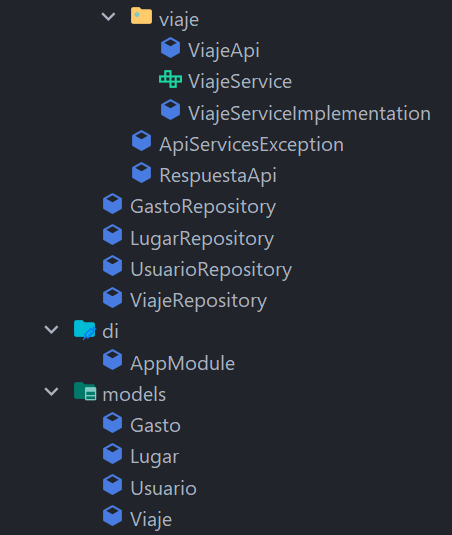 viaje
ViajeApi
ViajeService
ViajeServiceImplementation
ApiServicesException
RespuestaApi
GastoRepository
LugarRepository
UsuarioRepository
ViajeRepository
di
AppModule
models
Gasto
Lugar
Usuario
Viaje